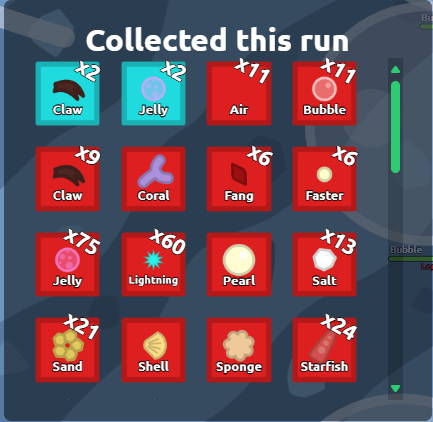 Collected this run
x2 x2 x11 x11
Claw Jelly Air Bubble
x9 x6 x6
Claw Coral Fang Faster
x75 x60 x13
Jelly Lightning Pearl Salt
x21 x24
Sand Shell Sponge Starfish
Bubble